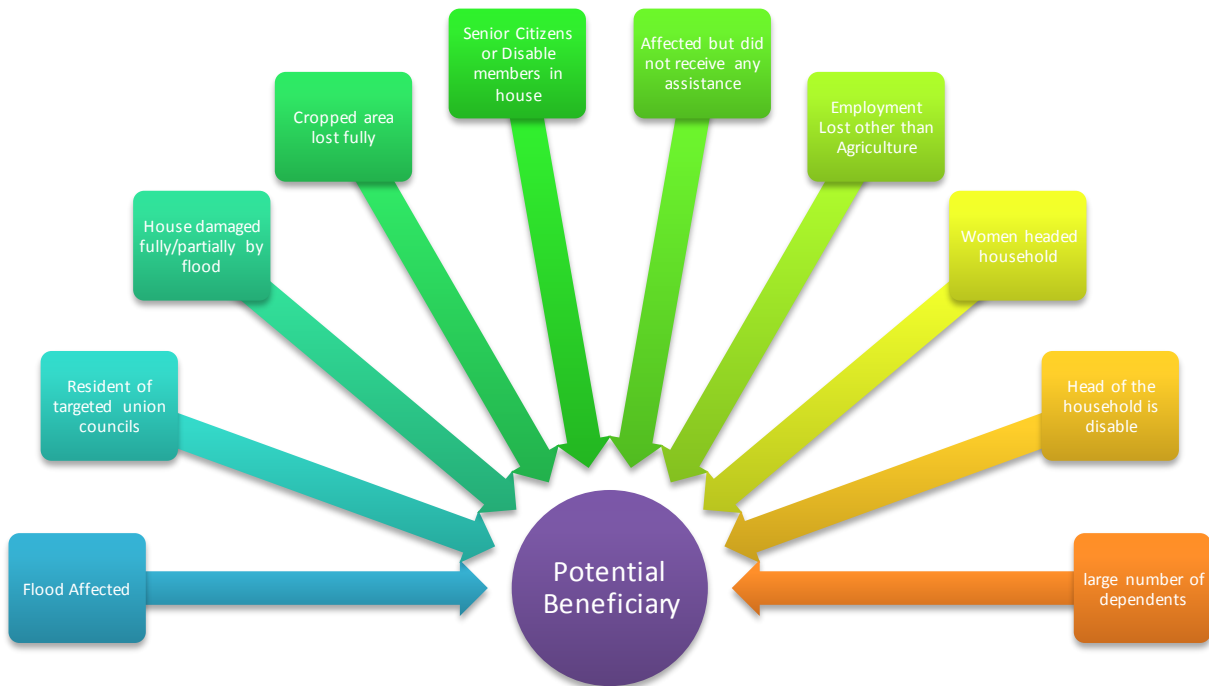 Senior Citizens
or Disable
members in
house
Affected but did
not receive any
assistance
Cropped area
lost fully
Employment
Lost other than
Agriculture
House damaged
fully/partially by
flood
Women headed
household
Resident of
targeted union
councils
Head of the
household is
disable
Flood Affected
Potential
Beneficiary
large number of
dependents